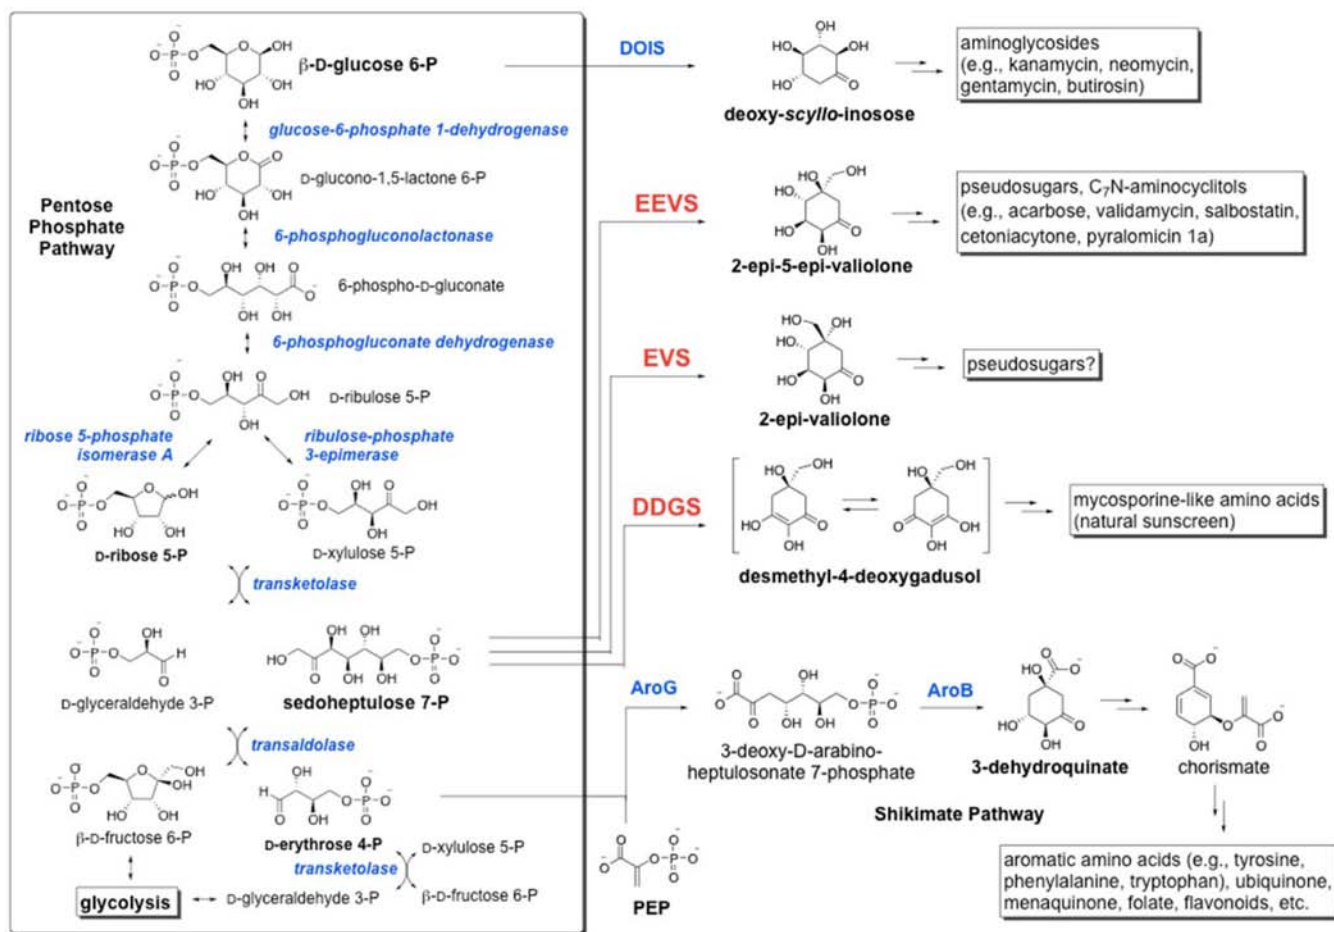 β-D-glucose 6-P
glucose-6-phosphate 1-dehydrogenase
D-glucono-1,5-lactone 6-P
Pentose
Phosphate
Pathway
6-phosphogluconolactonase
6-phospho-D-gluconate
6-phosphogluconate dehydrogenase
D-ribulose 5-P
ribose 5-phosphate
isomerase A
ribulose-phosphate
3-epimerase
D-ribose 5-P
D-xylulose 5-P
transketolase
D-glyceraldehyde 3-P
sedoheptulose 7-P
transaldolase
β-D-fructose 6-P
D-erythrose 4-P
D-xylulose 5-P
transketolase
glycolysis
D-glyceraldehyde 3-P
β-D-fructose 6-P
DOIS
deoxy-scyllo-inosose
aminoglycosides
(e.g., kanamycin, neomycin,
gentamycin, butirosin)
EEVS
2-epi-5-epi-valiolone
pseudosugars, C₇N-aminocyclitols
(e.g., acarbose, validamycin, salbostatin,
cetoniacytone, pyralomicin 1a)
EVS
2-epi-valiolone
pseudosugars?
DDGS
desmethyl-4-deoxygadusol
mycosporine-like amino acids
(natural sunscreen)
AroG
3-deoxy-D-arabino-
heptulosonate 7-phosphate
AroB
3-dehydroquinate
chorismate
Shikimate Pathway
PEP
aromatic amino acids (e.g., tyrosine,
phenylalanine, tryptophan), ubiquinone,
menaquinone, folate, flavonoids, etc.